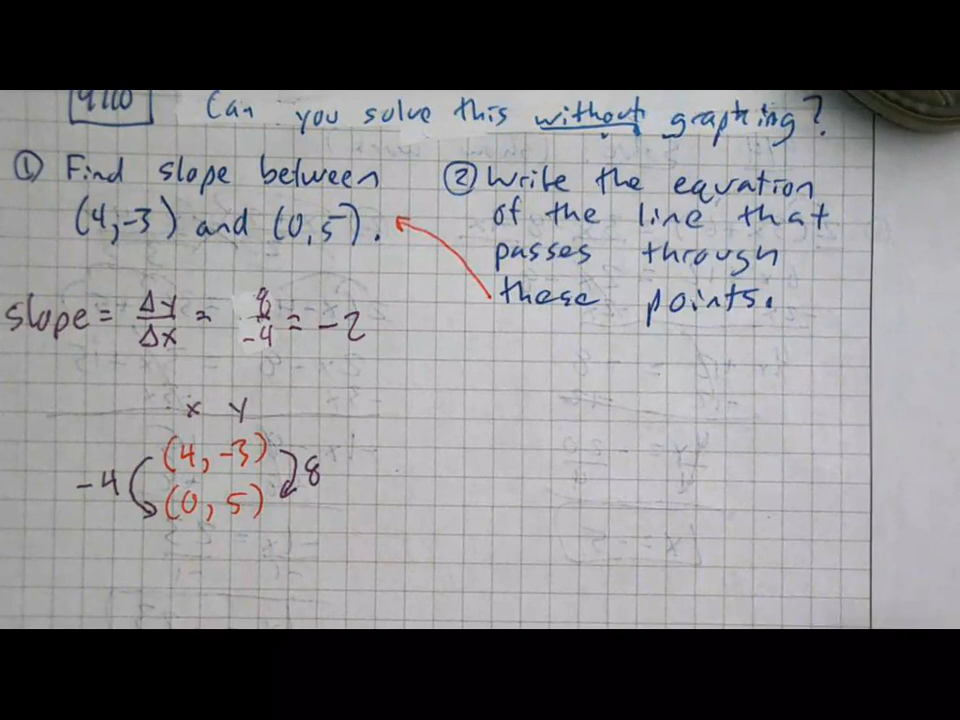 Can you solve this without graphing?
① Find slope between
(4,-3) and (0,5).
② Write the equation
of the line that
passes through
these points.
slope = Δy/Δx = 8/-4 = -2
x y
(4, -3)
-4 8
(0, 5)